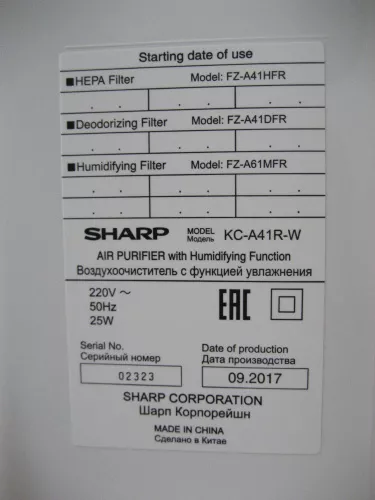 Starting date of use
HEPA Filter Model: FZ-A41HFR
Deodorizing Filter Model: FZ-A41DFR
Humidifying Filter Model: FZ-A61MFR
SHARP MODEL Модель KC-A41R-W
AIR PURIFIER with Humidifying Function
Воздухоочиститель с функцией увлажнения
220V ~
50Hz
25W
EAC
Serial No. Date of production
Серийный номер Дата производства
02323 09.2017
SHARP CORPORATION
Шарп Корпорейшн
MADE IN CHINA
Сделано в Китае